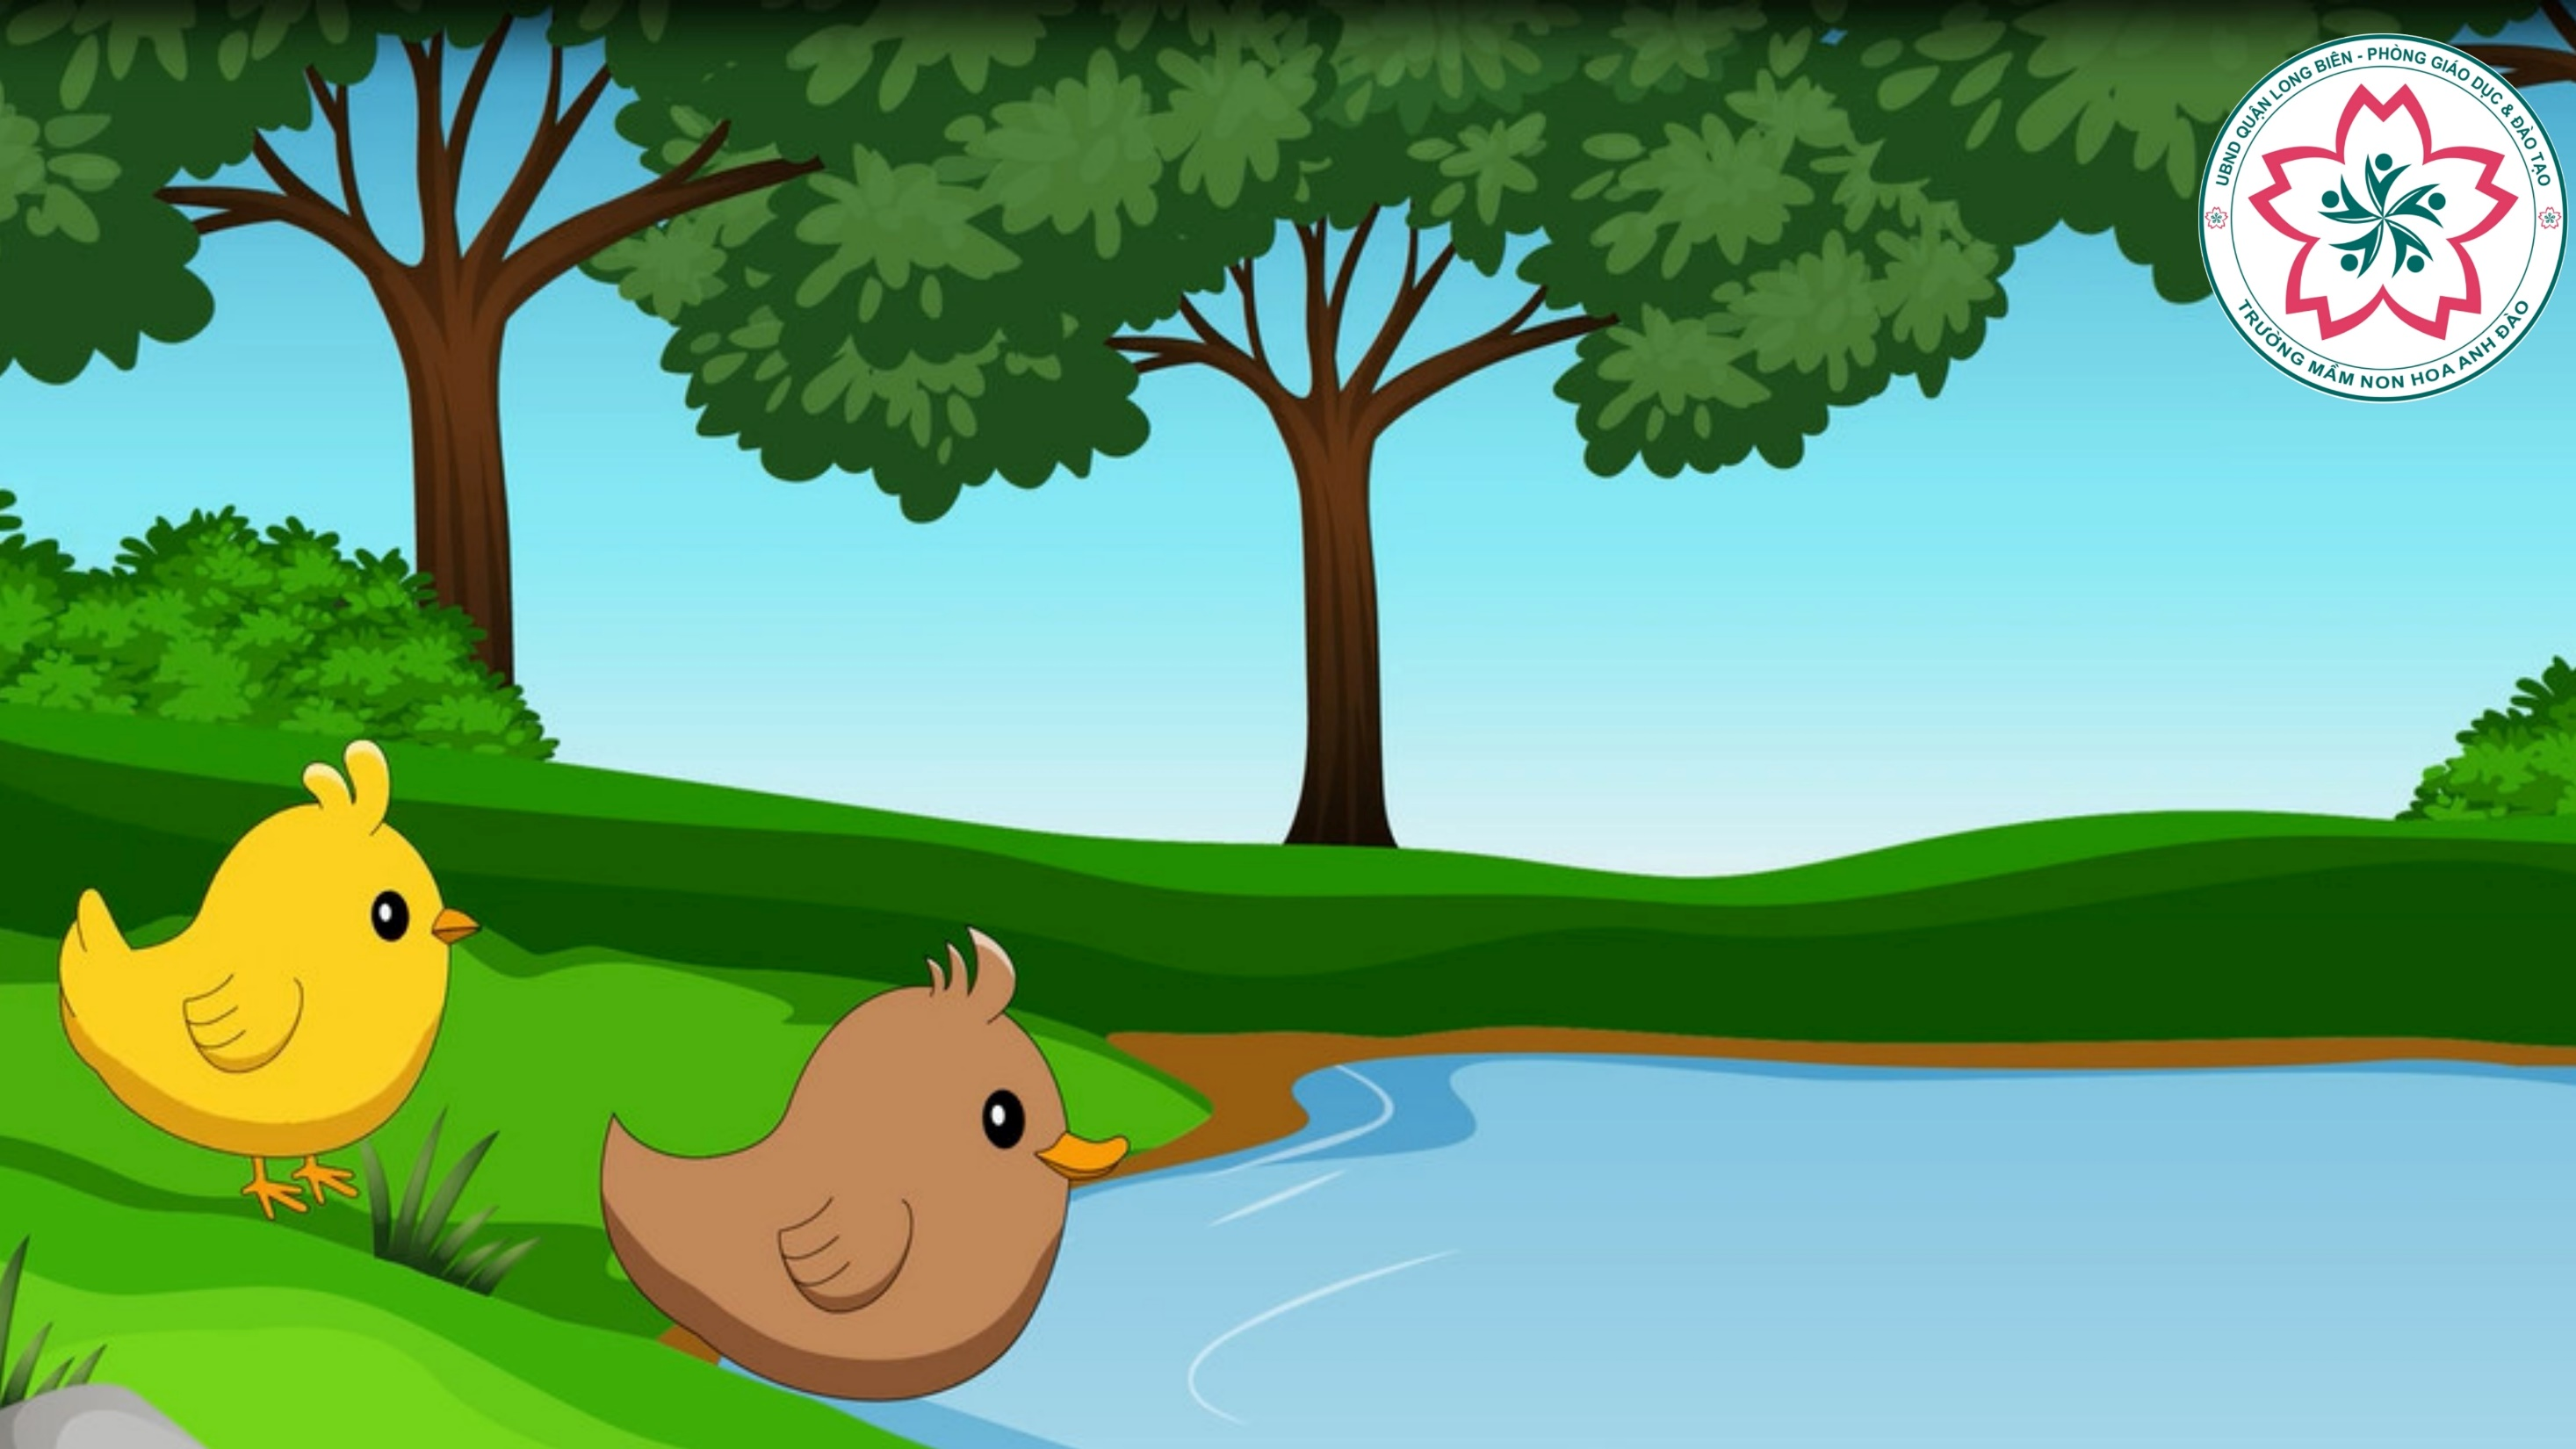 UBND QUẬN LONG BIÊN - PHÒNG GIÁO DỤC & ĐÀO TẠO
TRƯỜNG MẦM NON HOA ANH ĐÀO